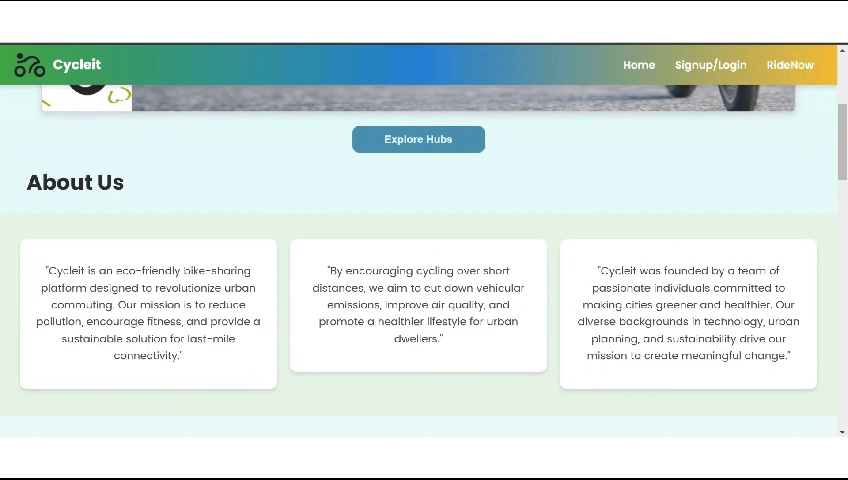 Cycleit
Home Signup/Login RideNow
Explore Hubs
About Us
"Cycleit is an eco-friendly bike-sharing
platform designed to revolutionize urban
commuting. Our mission is to reduce
pollution, encourage fitness, and provide a
sustainable solution for last-mile
connectivity."
"By encouraging cycling over short
distances, we aim to cut down vehicular
emissions, improve air quality, and
promote a healthier lifestyle for urban
dwellers."
"Cycleit was founded by a team of
passionate individuals committed to
making cities greener and healthier. Our
diverse backgrounds in technology, urban
planning, and sustainability drive our
mission to create meaningful change."